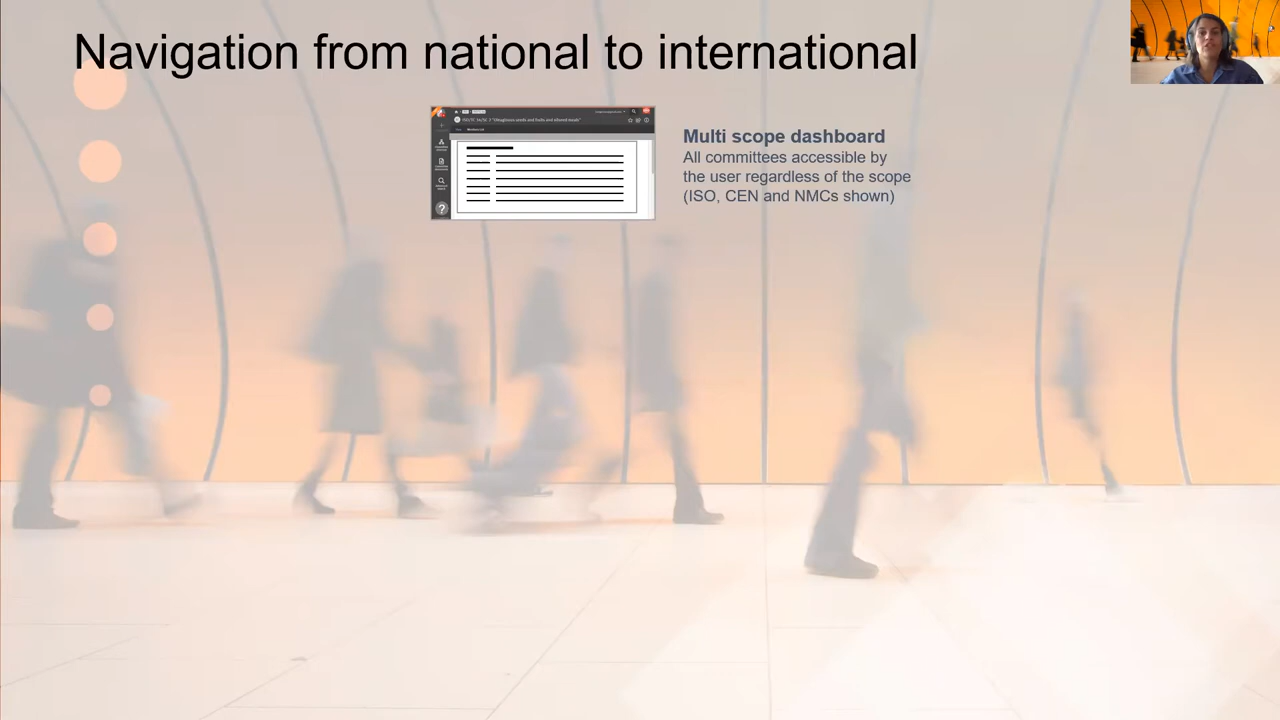 Navigation from national to international
Multi scope dashboard
All committees accessible by
the user regardless of the scope
(ISO, CEN and NMCs shown)
?